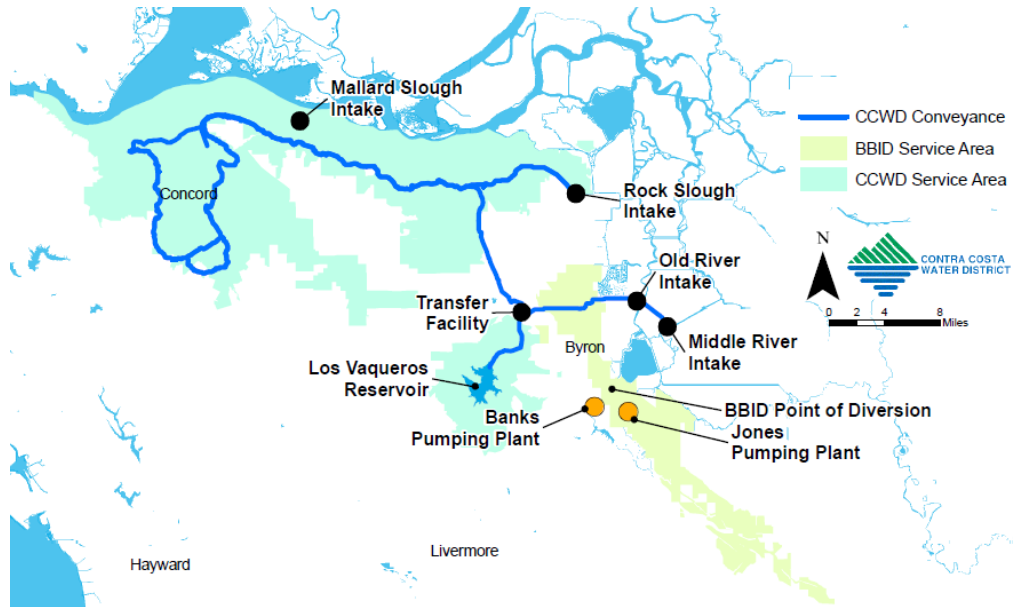 Mallard Slough
Intake
CCWD Conveyance
BBID Service Area
CCWD Service Area
Concord
Rock Slough
Intake
N
CONTRA COSTA
WATER DISTRICT
Old River
Intake
Transfer
Facility
0 2 4 8
Miles
Byron
Middle River
Intake
Los Vaqueros
Reservoir
Banks
Pumping Plant
BBID Point of Diversion
Jones
Pumping Plant
Livermore
Hayward